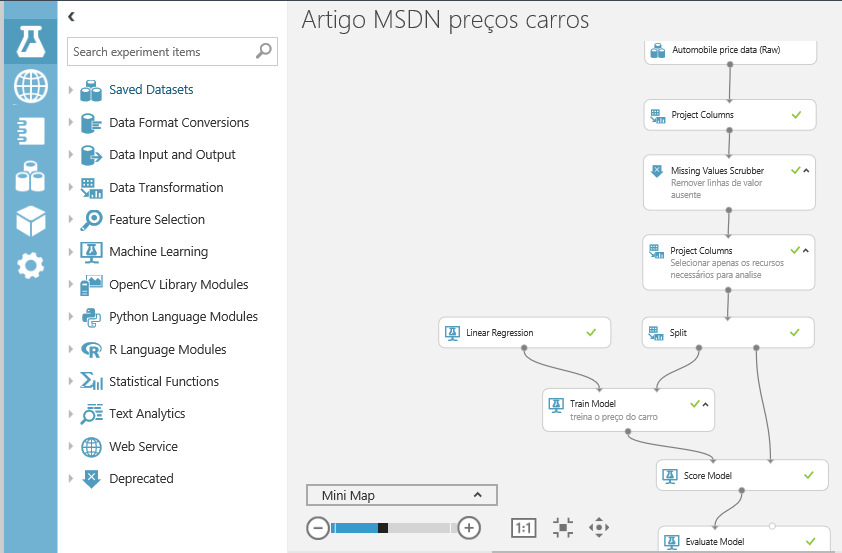 Artigo MSDN preços carros
Search experiment items
Saved Datasets
Data Format Conversions
Data Input and Output
Data Transformation
Feature Selection
Machine Learning
OpenCV Library Modules
Python Language Modules
R Language Modules
Statistical Functions
Text Analytics
Web Service
Deprecated
Automobile price data (Raw)
Project Columns
Missing Values Scrubber
Remover linhas de valor
ausente
Project Columns
Selecionar apenas os recursos
necessários para analise
Linear Regression
Split
Train Model
treina o preço do carro
Score Model
Evaluate Model
Mini Map
1:1